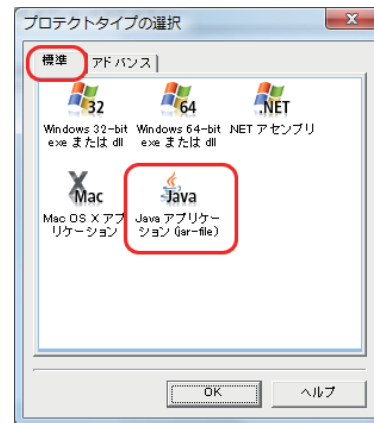 プロテクトタイプの選択
標準 アドバンス
32 64 .NET
Windows 32-bit Windows 64-bit .NET アセンブリ
exe または dll exe または dll
Mac Java
Mac OS X アプ Java アプリケー
リケーション ション (jar-file)
OK ヘルプ